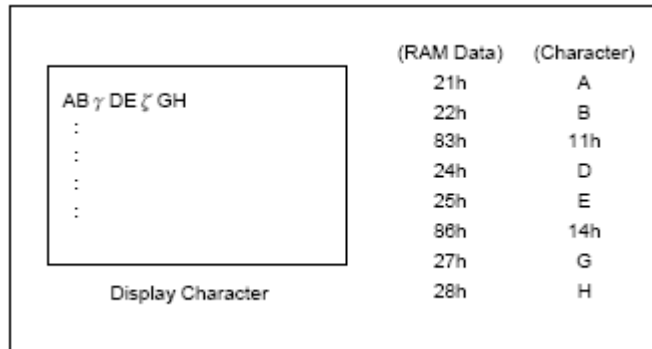 (RAM Data) (Character)
21h A
AB γ DE ζ GH
22h B
: 83h 11h
: 24h D
: 25h E
: 86h 14h
27h G
Display Character 28h H